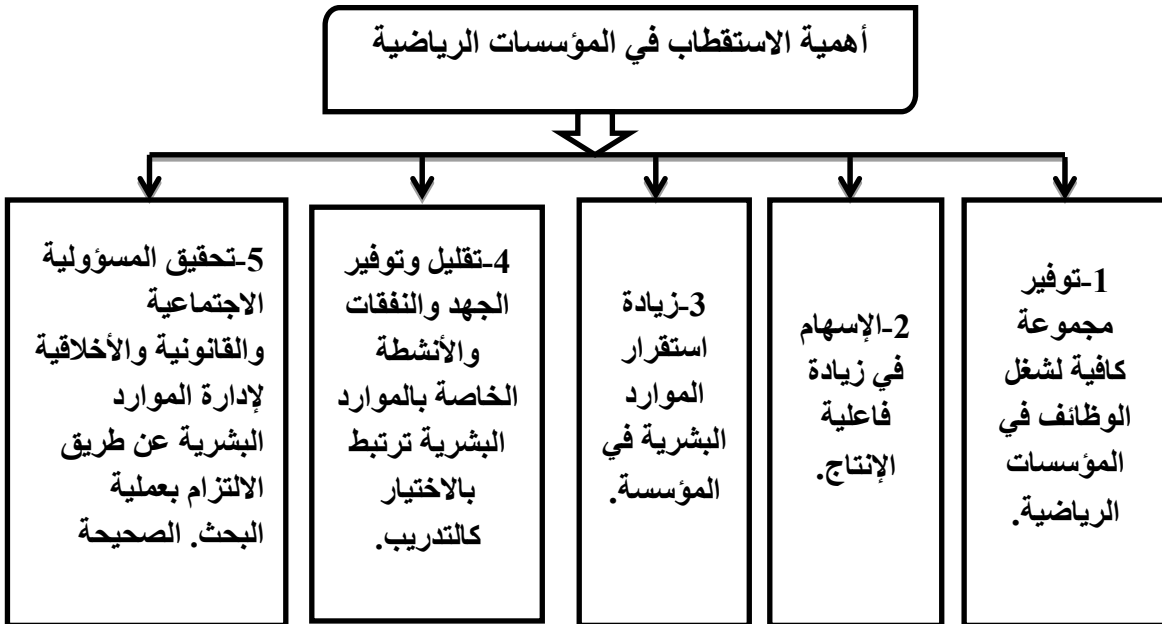 أهمية الاستقطاب في المؤسسات الرياضية
1-توفير
مجموعة
كافية لشغل
الوظائف في
المؤسسات
الرياضية.
2-الإسهام
في زيادة
فاعلية
الإنتاج.
3-زيادة
استقرار
الموارد
البشرية في
المؤسسة.
4-تقليل وتوفير
الجهد والنفقات
والأنشطة
الخاصة بالموارد
البشرية ترتبط
بالاختيار
كالتدريب.
5-تحقيق المسؤولية
الاجتماعية
والقانونية والأخلاقية
لإدارة الموارد
البشرية عن طريق
الالتزام بعملية
البحث. الصحيحة